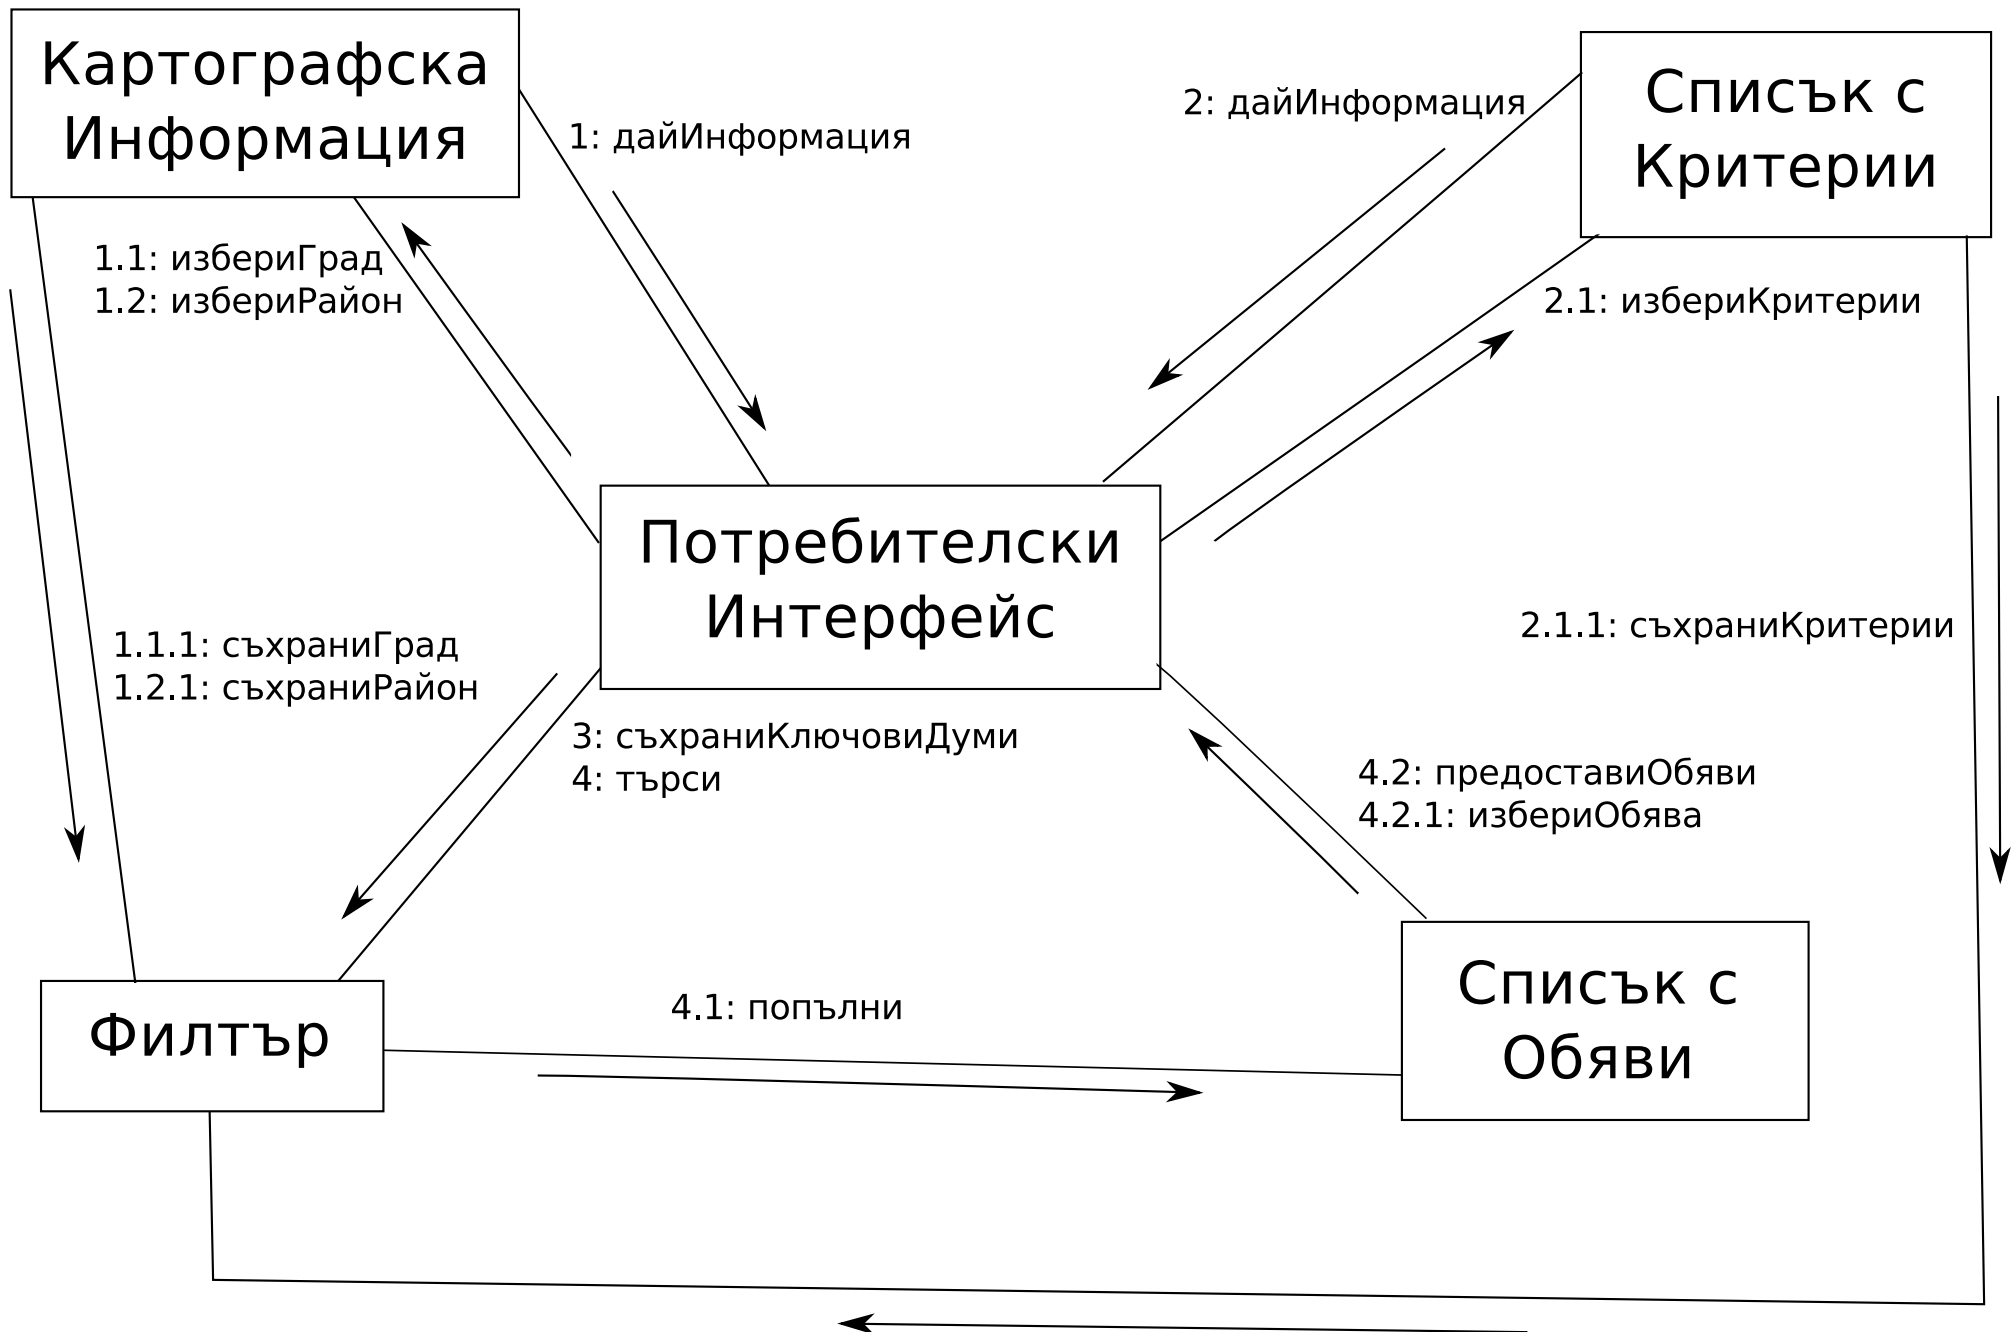 Картографска
Информация
Списък с
Критерии
1: дайИнформация
2: дайИнформация
1.1: избериГрад
1.2: избериРайон
2.1: избериКритерии
Потребителски
Интерфейс
1.1.1: съхраниГрад
1.2.1: съхраниРайон
2.1.1: съхраниКритерии
3: съхраниКлючовиДуми
4: търси
4.2: предоставиОбяви
4.2.1: избериОбява
Филтър
4.1: попълни
Списък с
Обяви